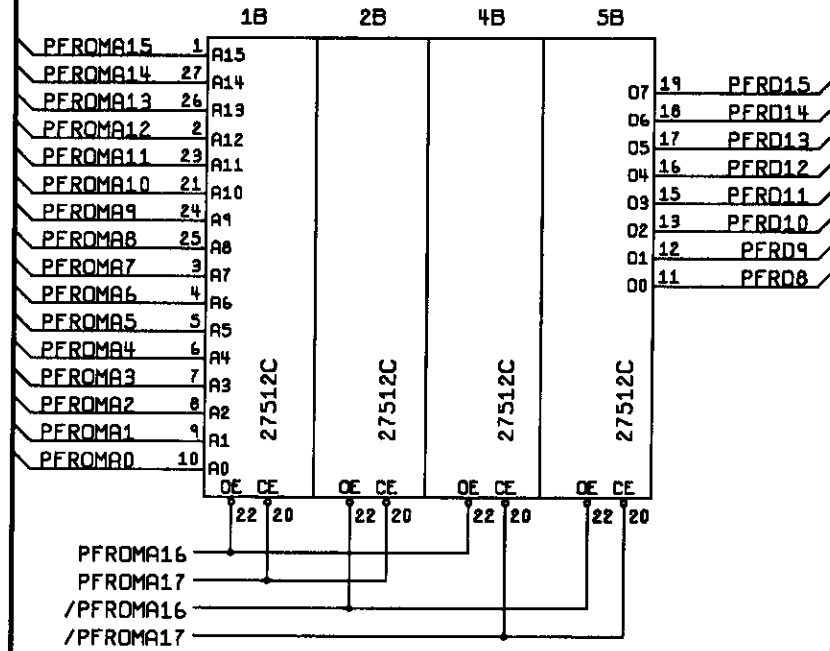 1B 2B 4B 5B
PFROMA15 1 A15
PFROMA14 27 A14
PFROMA13 26 A13
PFROMA12 2 A12
PFROMA11 23 A11
PFROMA10 21 A10
PFROMA9 24 A9
PFROMA8 25 A8
PFROMA7 3 A7
PFROMA6 4 A6
PFROMA5 5 A5
PFROMA4 6 A4
PFROMA3 7 A3
PFROMA2 8 A2
PFROMA1 9 A1
PFROMA0 10 A0
27512C 27512C 27512C 27512C
O7 19 PFRD15
O6 18 PFRD14
O5 17 PFRD13
O4 16 PFRD12
O3 15 PFRD11
O2 13 PFRD10
O1 12 PFRD9
O0 11 PFRD8
OE CE OE CE OE CE OE CE
22 20 22 20 22 20 22 20
PFROMA16
PFROMA17
/PFROMA16
/PFROMA17